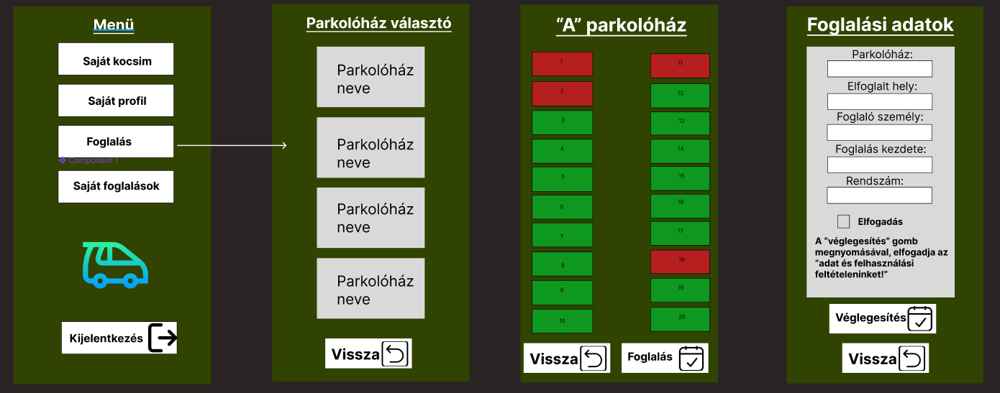 Menü
Saját kocsim
Saját profil
Foglalás
Component 1
Saját foglalások
Kijelentkezés
Parkolóház választó
Parkolóház
neve
Parkolóház
neve
Parkolóház
neve
Parkolóház
neve
Vissza
“A” parkolóház
1
2
3
4
5
6
7
8
9
10
11
12
12
14
15
16
17
18
19
20
Vissza
Foglalás
Foglalási adatok
Parkolóház:
Elfoglalt hely:
Foglaló személy:
Foglalás kezdete:
Rendszám:
Elfogadás
A “véglegesítés” gomb
megnyomásával, elfogadja az
“adat és felhasználási
feltételeninket!”
Véglegesítés
Vissza